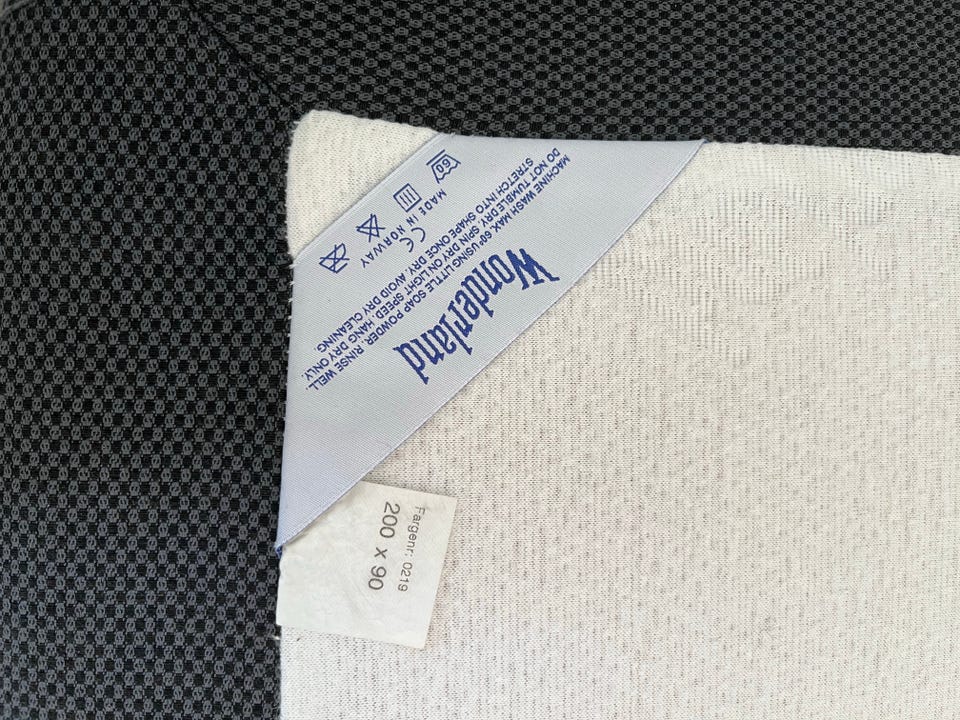 Wonderland
MACHINE WASH MAX. 60° USING LITTLE SOAP POWDER. RINSE WELL.
DO NOT TUMBLE DRY. SPIN DRY ON LIGHT SPEED. HANG DRY ONLY.
STRETCH INTO SHAPE ONCE DRY. AVOID DRY CLEANING.
MADE IN NORWAY
CE
60
Fargenr: 0219
200 x 90